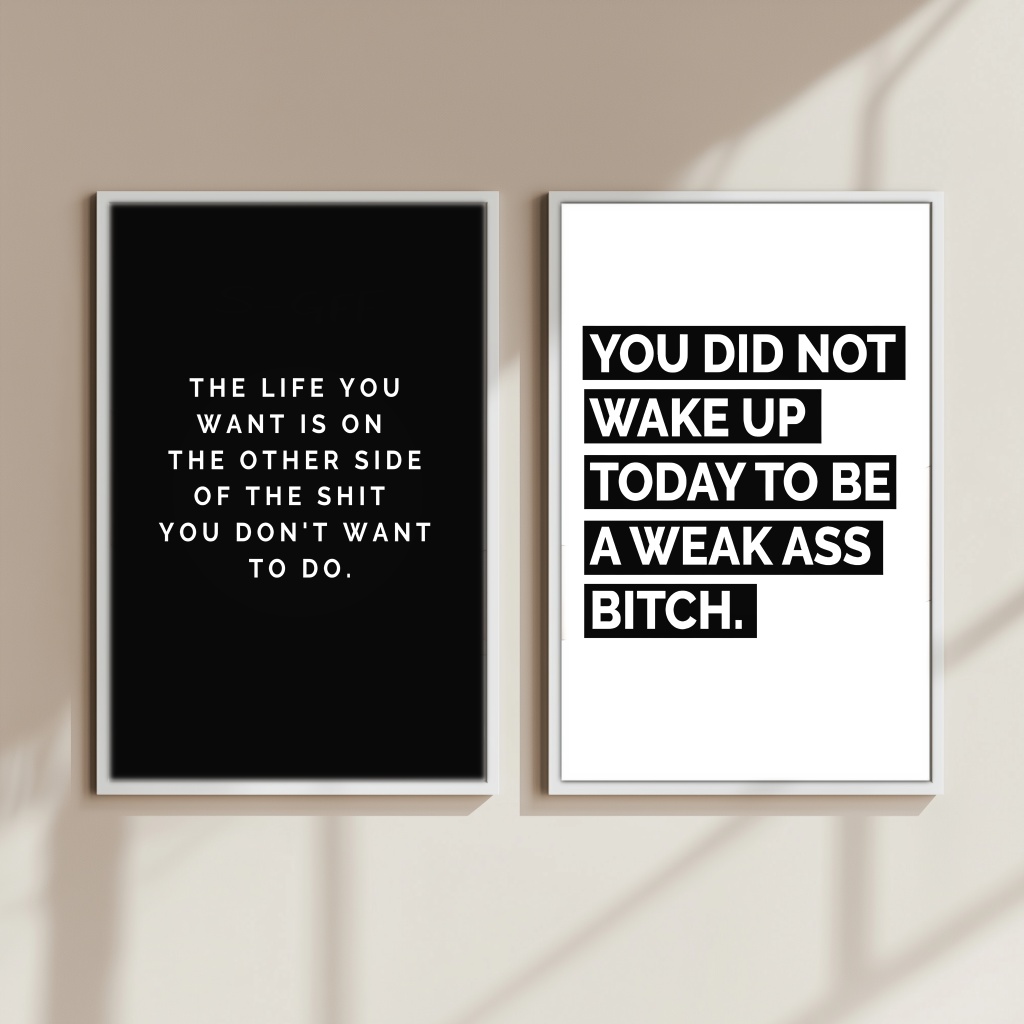 THE LIFE YOU
WANT IS ON
THE OTHER SIDE
OF THE SHIT
YOU DON'T WANT
TO DO.
YOU DID NOT
WAKE UP
TODAY TO BE
A WEAK ASS
BITCH.